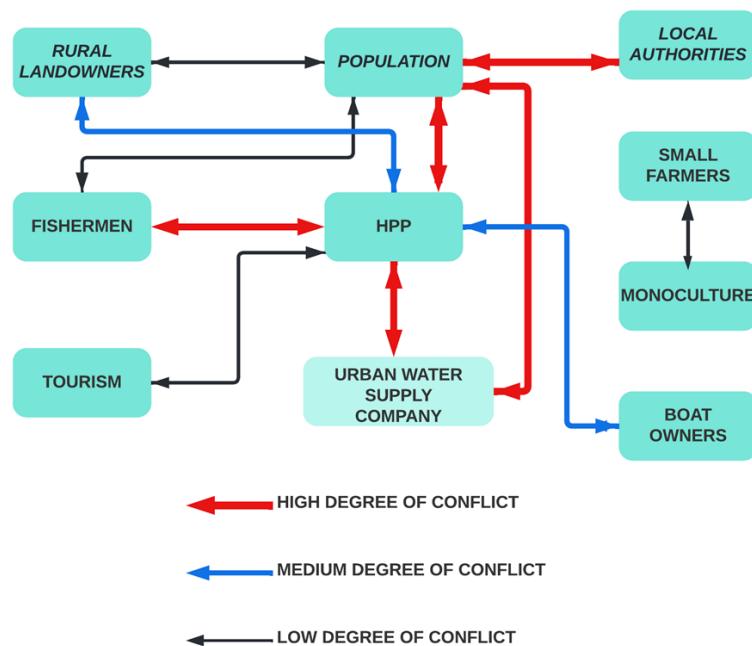 RURAL
LANDOWNERS
POPULATION
LOCAL
AUTHORITIES
SMALL
FARMERS
FISHERMEN
HPP
MONOCULTURE
TOURISM
URBAN WATER
SUPPLY
COMPANY
BOAT
OWNERS
HIGH DEGREE OF CONFLICT
MEDIUM DEGREE OF CONFLICT
LOW DEGREE OF CONFLICT